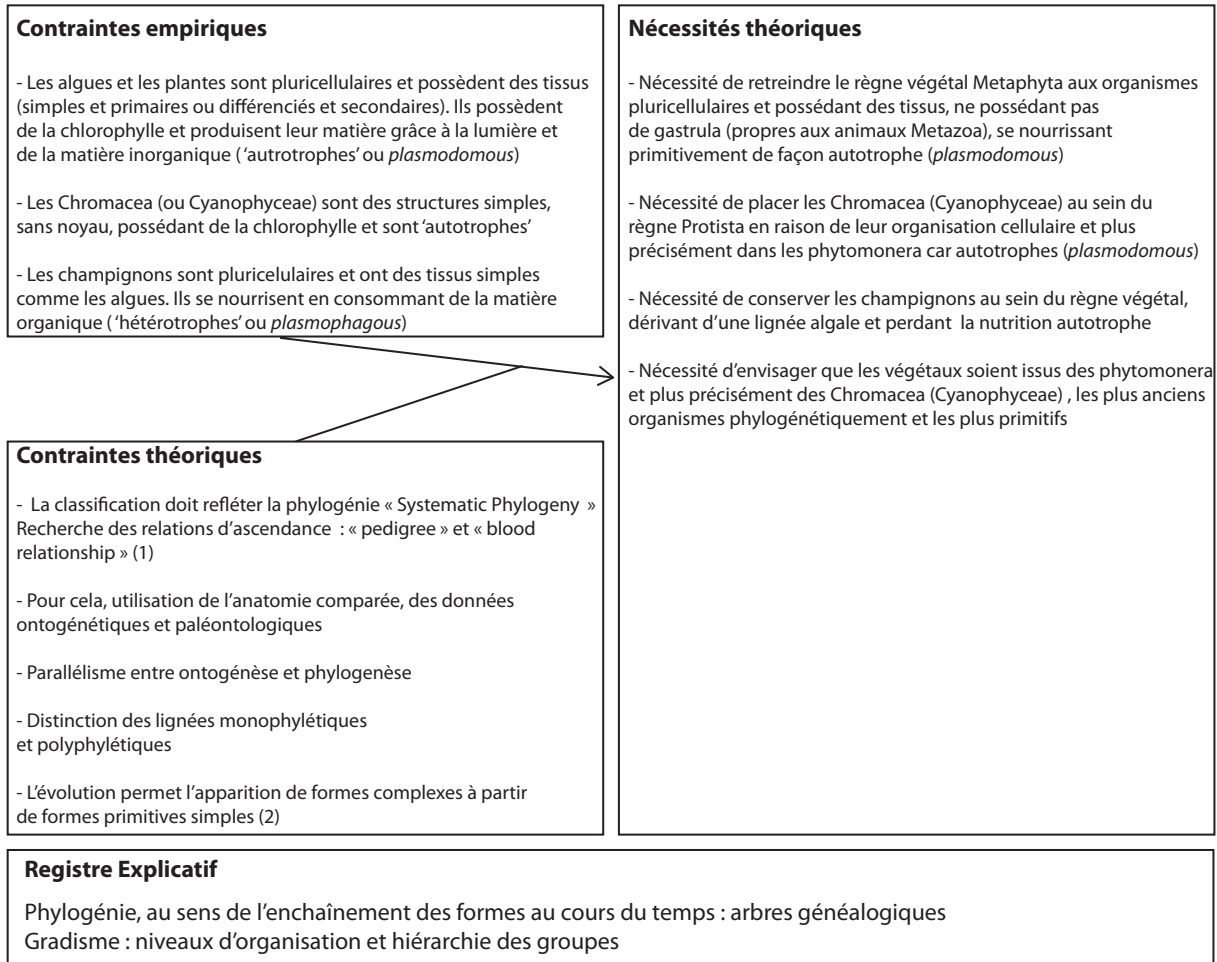 Contraintes empiriques
- Les algues et les plantes sont pluricellulaires et possèdent des tissus
(simples et primaires ou différenciés et secondaires). Ils possèdent
de la chlorophylle et produisent leur matière grâce à la lumière et
de la matière inorganique ( 'autrotrophes' ou plasmodomous)
- Les Chromacea (ou Cyanophyceae) sont des structures simples,
sans noyau, possédant de la chlorophylle et sont 'autotrophes'
- Les champignons sont pluricelulaires et ont des tissus simples
comme les algues. Ils se nourrisent en consommant de la matière
organique ( 'hétérotrophes' ou plasmophagous)
Contraintes théoriques
- La classification doit refléter la phylogénie « Systematic Phylogeny »
Recherche des relations d'ascendance : « pedigree » et « blood
relationship » (1)
- Pour cela, utilisation de l'anatomie comparée, des données
ontogénétiques et paléontologiques
- Parallélisme entre ontogénèse et phylogenèse
- Distinction des lignées monophylétiques
et polyphylétiques
- L'évolution permet l'apparition de formes complexes à partir
de formes primitives simples (2)
Nécessités théoriques
- Nécessité de retreindre le règne végétal Metaphyta aux organismes
pluricellulaires et possédant des tissus, ne possédant pas
de gastrula (propres aux animaux Metazoa), se nourrissant
primitivement de façon autotrophe (plasmodomous)
- Nécessité de placer les Chromacea (Cyanophyceae) au sein du
règne Protista en raison de leur organisation cellulaire et plus
précisément dans les phytomonera car autotrophes (plasmodomous)
- Nécessité de conserver les champignons au sein du règne végétal,
dérivant d'une lignée algale et perdant la nutrition autotrophe
- Nécessité d'envisager que les végétaux soient issus des phytomonera
et plus précisément des Chromacea (Cyanophyceae) , les plus anciens
organismes phylogénétiquement et les plus primitifs
Registre Explicatif
Phylogénie, au sens de l'enchaînement des formes au cours du temps : arbres généalogiques
Gradisme : niveaux d'organisation et hiérarchie des groupes